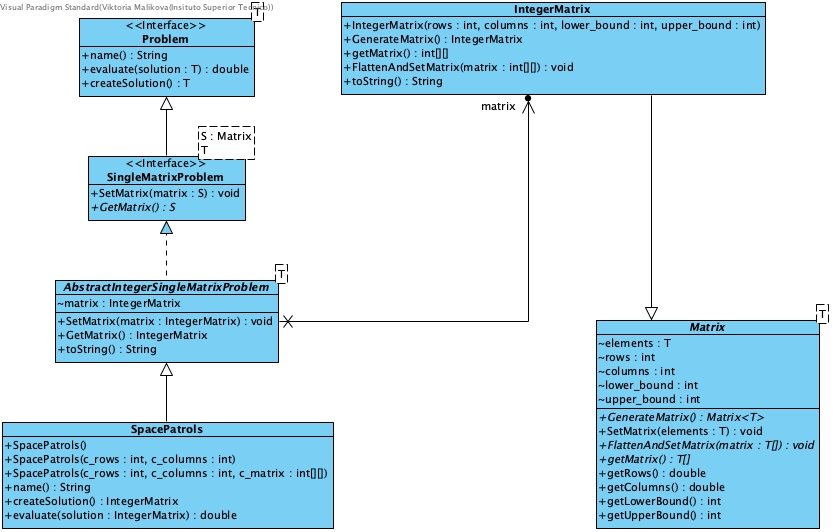 Visual Paradigm Standard(Viktoria Malikova(Insituto Superior Tecnico))
T
<<Interface>>
Problem
+name() : String
+evaluate(solution : T) : double
+createSolution() : T
S : Matrix
T
<<Interface>>
SingleMatrixProblem
+SetMatrix(matrix : S) : void
+GetMatrix() : S
T
AbstractIntegerSingleMatrixProblem
~matrix : IntegerMatrix
+SetMatrix(matrix : IntegerMatrix) : void
+GetMatrix() : IntegerMatrix
+toString() : String
SpacePatrols
+SpacePatrols()
+SpacePatrols(c_rows : int, c_columns : int)
+SpacePatrols(c_rows : int, c_columns : int, c_matrix : int[][])
+name() : String
+createSolution() : IntegerMatrix
+evaluate(solution : IntegerMatrix) : double
IntegerMatrix
+IntegerMatrix(rows : int, columns : int, lower_bound : int, upper_bound : int)
+GenerateMatrix() : IntegerMatrix
+getMatrix() : int[][]
+FlattenAndSetMatrix(matrix : int[][]) : void
+toString() : String
matrix
T
Matrix
~elements : T
~rows : int
~columns : int
~lower_bound : int
~upper_bound : int
+GenerateMatrix() : Matrix<T>
+SetMatrix(elements : T) : void
+FlattenAndSetMatrix(matrix : T[]) : void
+getMatrix() : T[]
+getRows() : double
+getColumns() : double
+getLowerBound() : int
+getUpperBound() : int